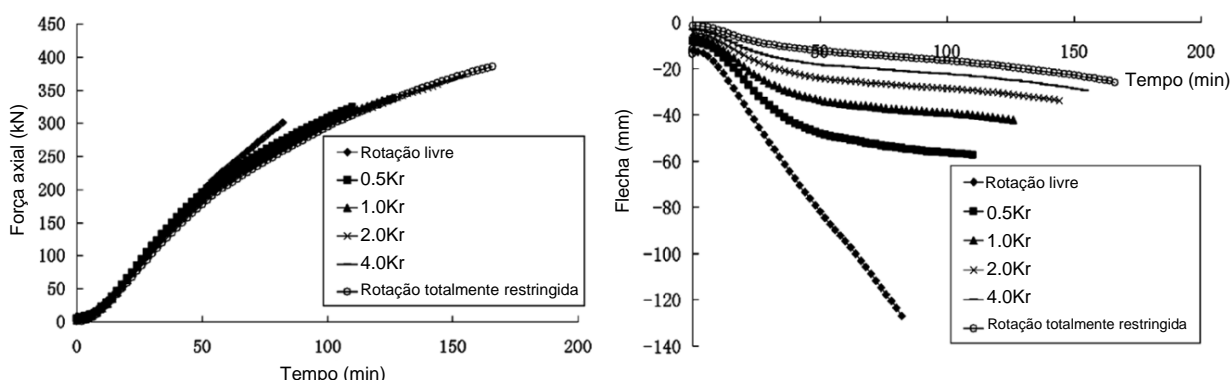 Força axial (kN)
450
400
350
300
250
200
150
100
50
0
0 50 100 150 200
Tempo (min)
Rotação livre
0.5Kr
1.0Kr
2.0Kr
4.0Kr
Rotação totalmente restringida
Flecha (mm)
0
-20
-40
-60
-80
-100
-120
-140
0 50 100 150 200
Tempo (min)
Rotação livre
0.5Kr
1.0Kr
2.0Kr
4.0Kr
Rotação totalmente restringida